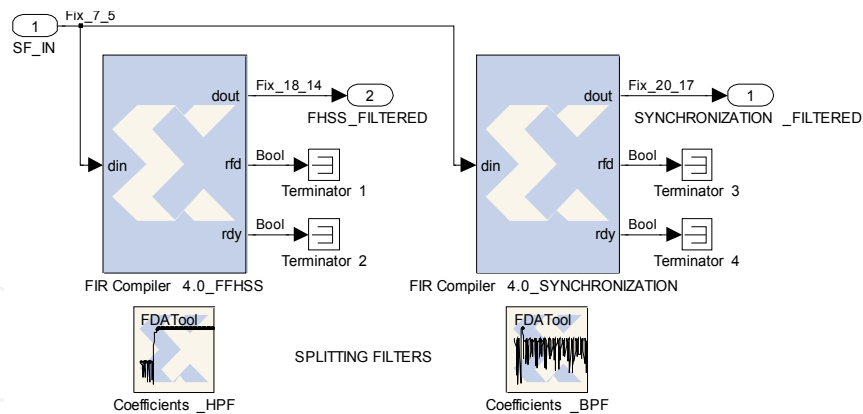 1
Fix_7_5
SF_IN
din
dout
rfd
rdy
Fix_18_14
2
FHSS_FILTERED
Bool
Terminator 1
Bool
Terminator 2
FIR Compiler 4.0_FFHSS
din
dout
rfd
rdy
Fix_20_17
1
SYNCHRONIZATION _FILTERED
Bool
Terminator 3
Bool
Terminator 4
FIR Compiler 4.0_SYNCHRONIZATION
FDATool
Coefficients _HPF
SPLITTING FILTERS
FDATool
Coefficients _BPF